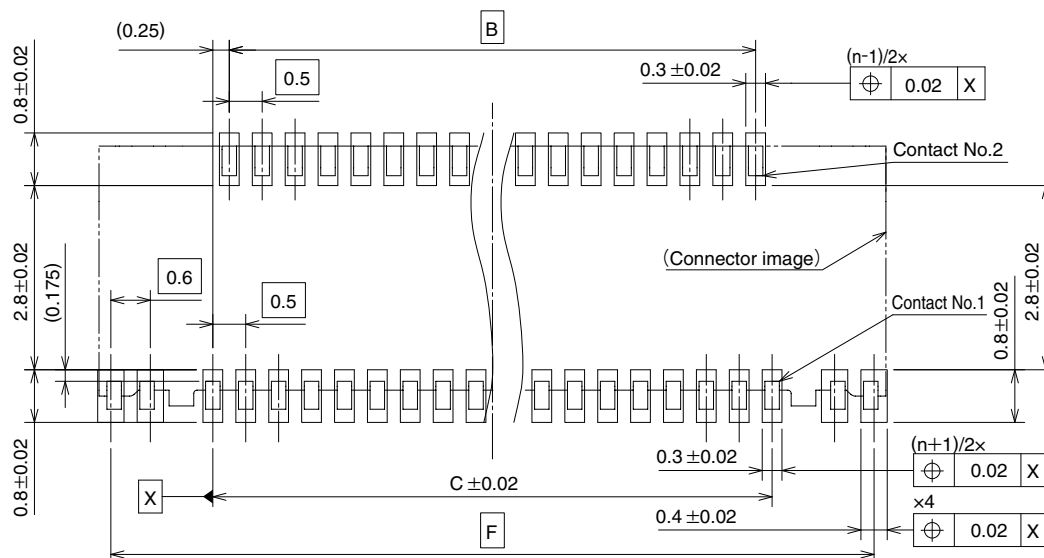 (0.25)
B
0.8±0.02
0.5
0.3 ±0.02
(n-1)/2×
⌖ 0.02 X
Contact No.2
2.8±0.02
(0.175)
0.6
0.5
(Connector image)
Contact No.1
0.8±0.02
2.8±0.02
0.8±0.02
X
C ±0.02
0.3 ±0.02
(n+1)/2×
⌖ 0.02 X
×4
0.4 ±0.02
⌖ 0.02 X
F